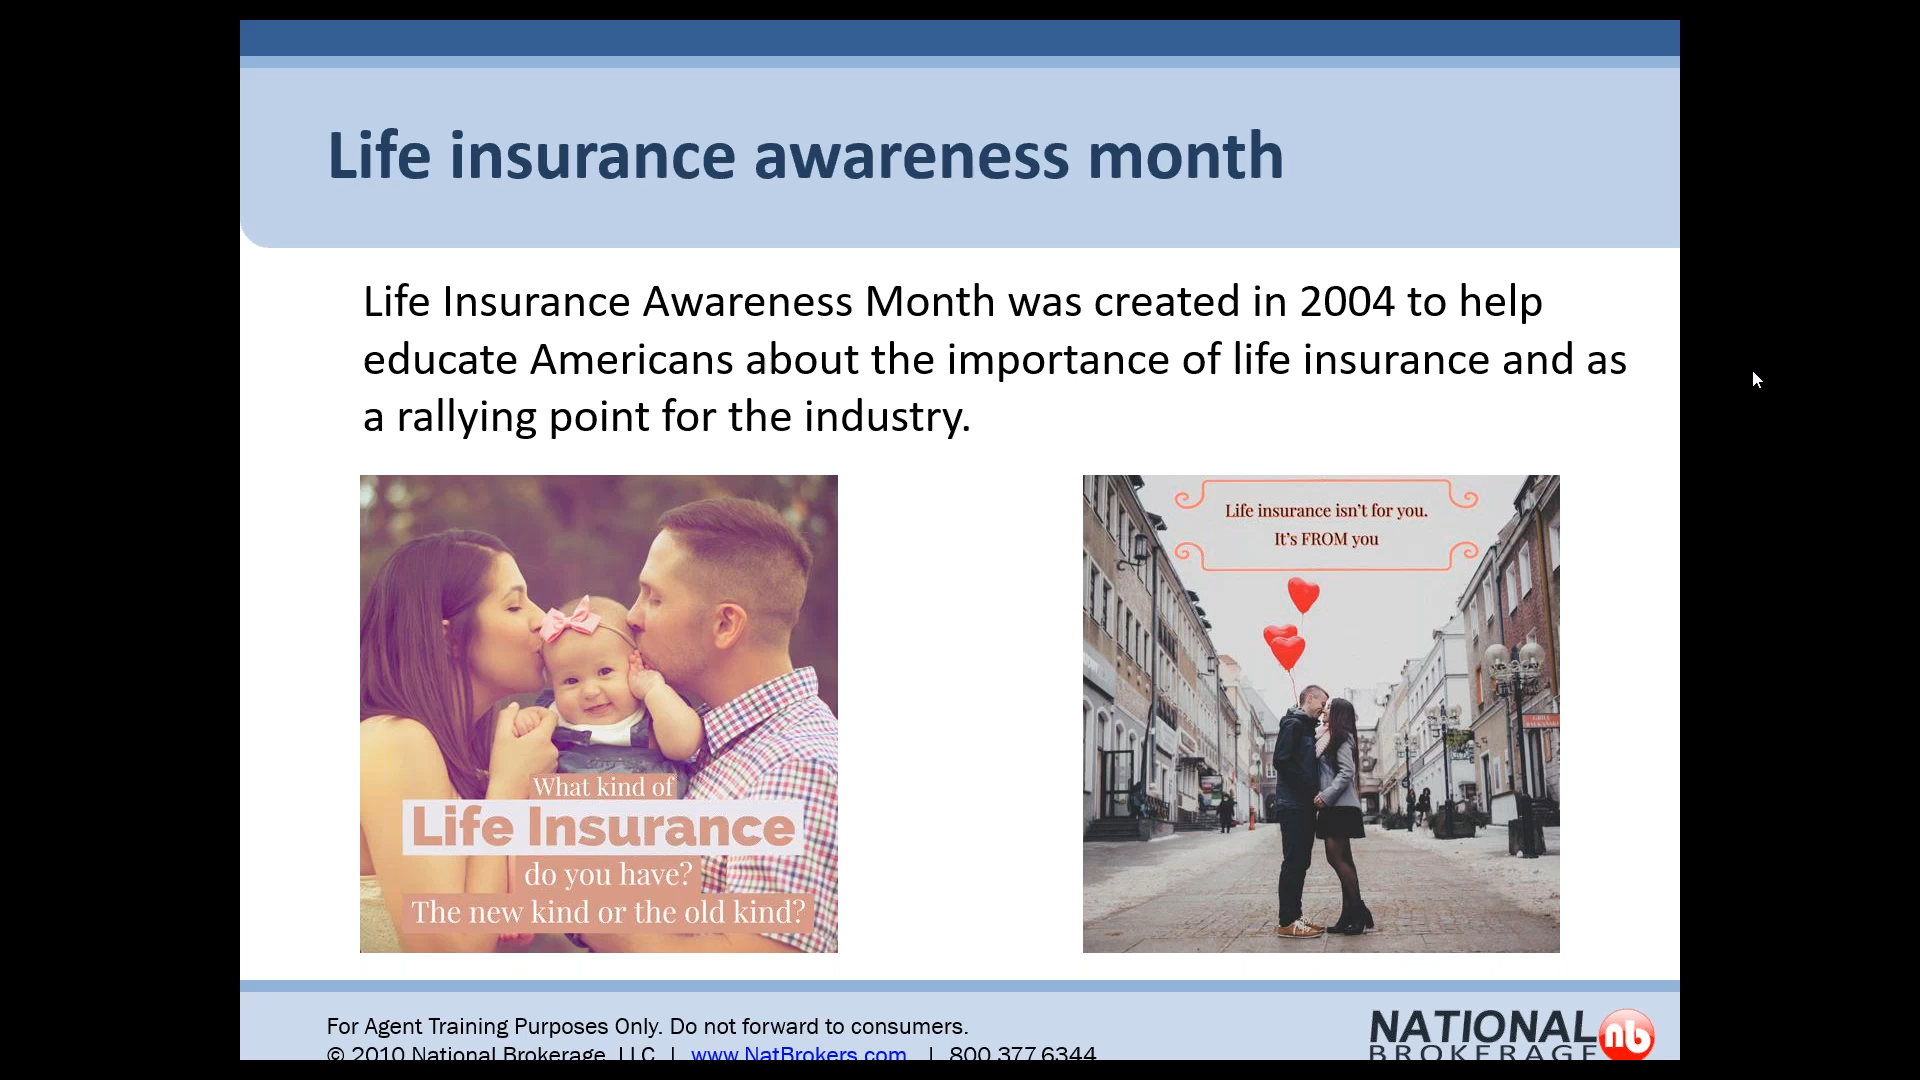 Life insurance awareness month
Life Insurance Awareness Month was created in 2004 to help
educate Americans about the importance of life insurance and as
a rallying point for the industry.
What kind of
Life Insurance
do you have?
The new kind or the old kind?
Life insurance isn't for you.
It's FROM you
For Agent Training Purposes Only. Do not forward to consumers.
© 2010 National Brokerage, LLC | www.NatBrokers.com | 800.377.6344
NATIONAL nb
BROKERAGE